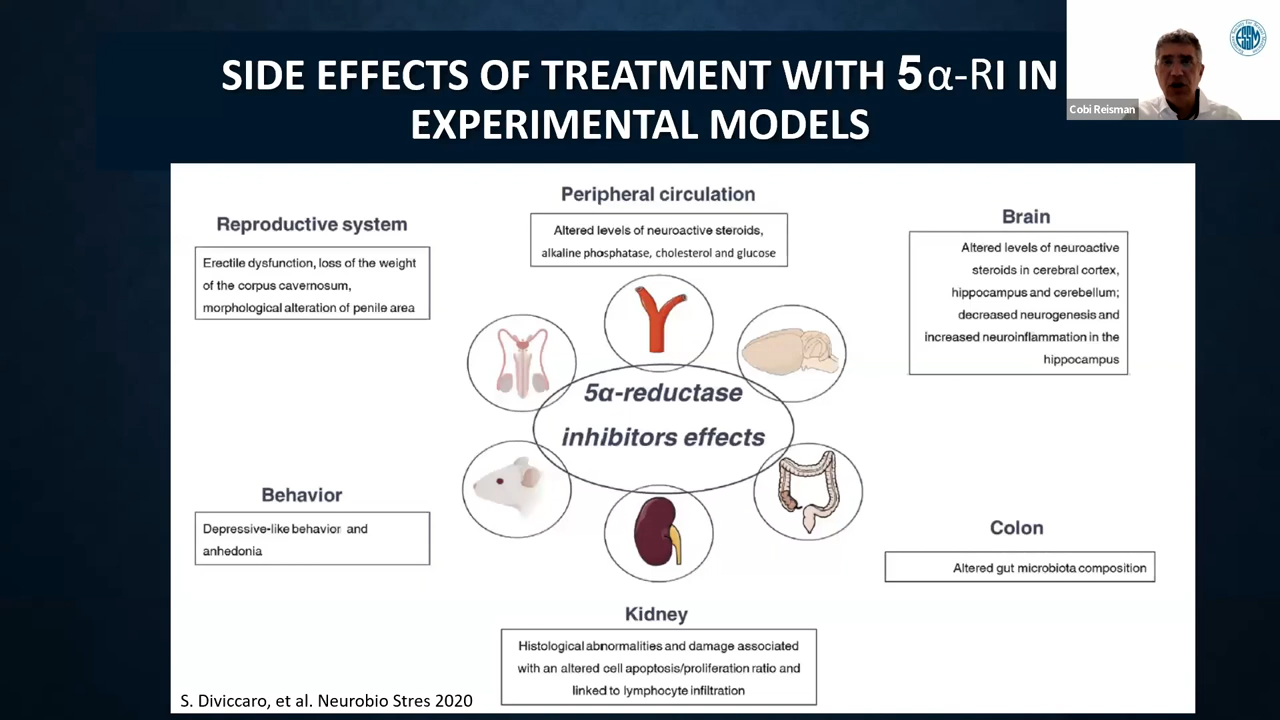 SIDE EFFECTS OF TREATMENT WITH 5α-RI IN
EXPERIMENTAL MODELS
Cobi Reisman
ESSM
Peripheral circulation
Altered levels of neuroactive steroids,
alkaline phosphatase, cholesterol and glucose
Reproductive system
Erectile dysfunction, loss of the weight
of the corpus cavernosum,
morphological alteration of penile area
Brain
Altered levels of neuroactive
steroids in cerebral cortex,
hippocampus and cerebellum;
decreased neurogenesis and
increased neuroinflammation in the
hippocampus
5α-reductase
inhibitors effects
Behavior
Depressive-like behavior and
anhedonia
Colon
Altered gut microbiota composition
Kidney
Histological abnormalities and damage associated
with an altered cell apoptosis/proliferation ratio and
linked to lymphocyte infiltration
S. Diviccaro, et al. Neurobio Stres 2020